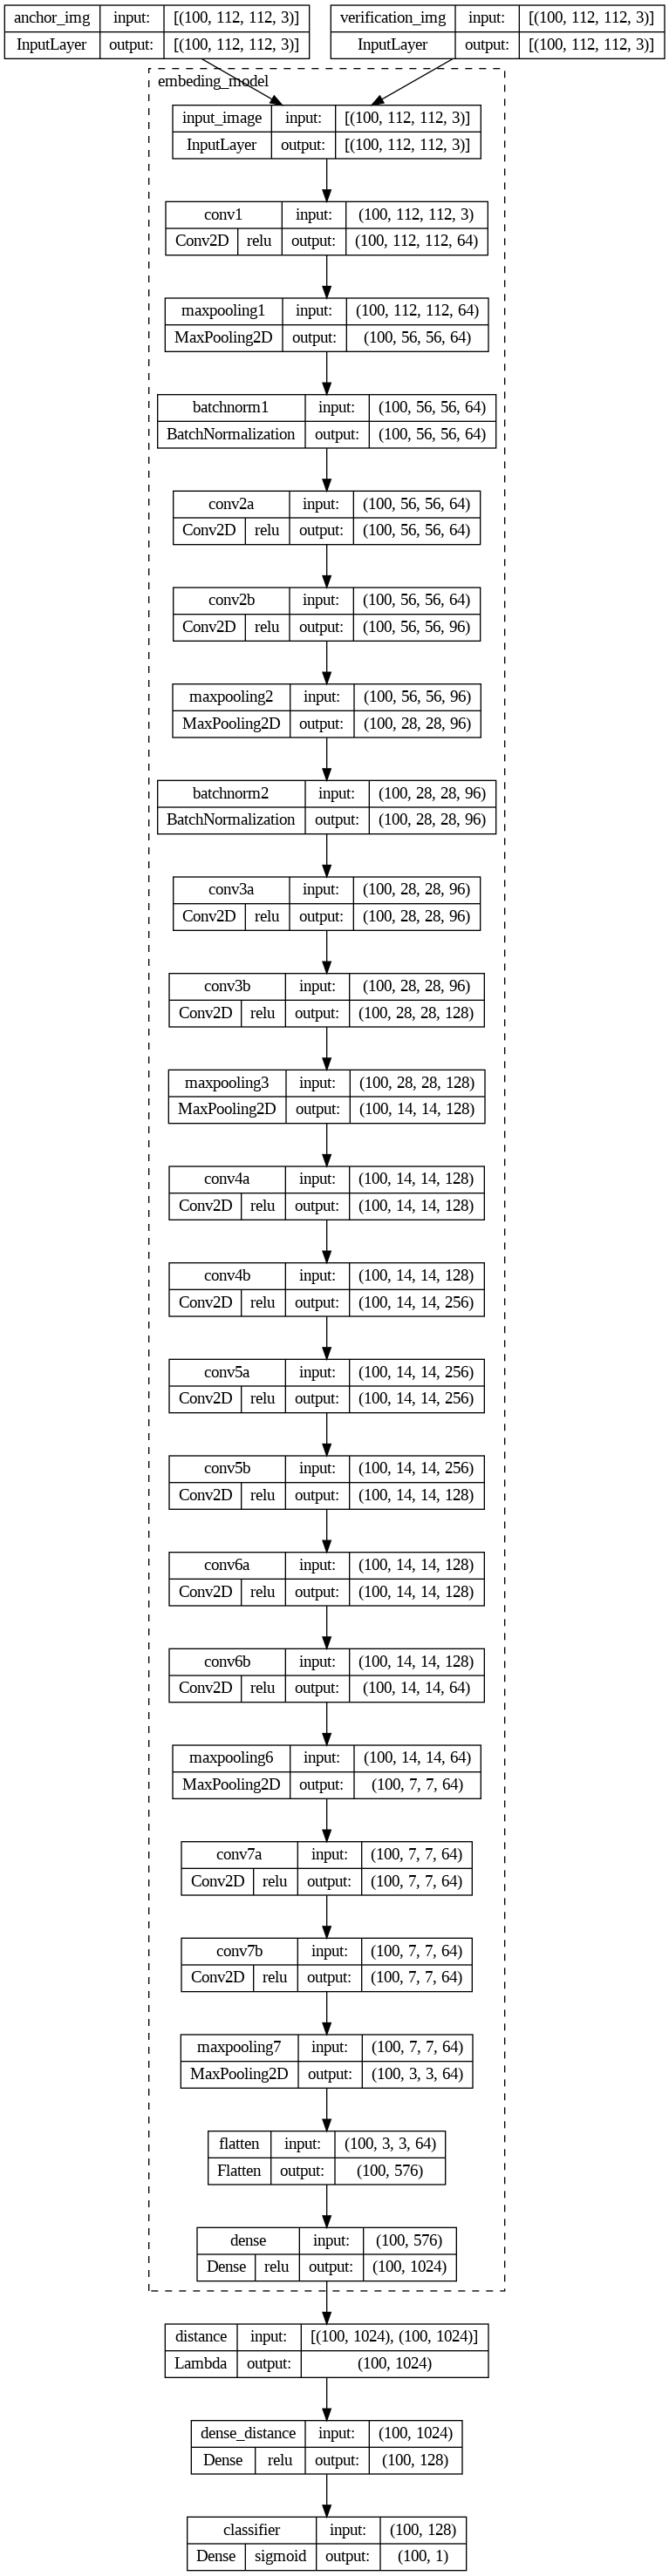 anchor_img input: [(100, 112, 112, 3)]
InputLayer output: [(100, 112, 112, 3)]
verification_img input: [(100, 112, 112, 3)]
InputLayer output: [(100, 112, 112, 3)]
embeding_model
input_image input: [(100, 112, 112, 3)]
InputLayer output: [(100, 112, 112, 3)]
conv1 input: (100, 112, 112, 3)
Conv2D relu output: (100, 112, 112, 64)
maxpooling1 input: (100, 112, 112, 64)
MaxPooling2D output: (100, 56, 56, 64)
batchnorm1 input: (100, 56, 56, 64)
BatchNormalization output: (100, 56, 56, 64)
conv2a input: (100, 56, 56, 64)
Conv2D relu output: (100, 56, 56, 64)
conv2b input: (100, 56, 56, 64)
Conv2D relu output: (100, 56, 56, 96)
maxpooling2 input: (100, 56, 56, 96)
MaxPooling2D output: (100, 28, 28, 96)
batchnorm2 input: (100, 28, 28, 96)
BatchNormalization output: (100, 28, 28, 96)
conv3a input: (100, 28, 28, 96)
Conv2D relu output: (100, 28, 28, 96)
conv3b input: (100, 28, 28, 96)
Conv2D relu output: (100, 28, 28, 128)
maxpooling3 input: (100, 28, 28, 128)
MaxPooling2D output: (100, 14, 14, 128)
conv4a input: (100, 14, 14, 128)
Conv2D relu output: (100, 14, 14, 128)
conv4b input: (100, 14, 14, 128)
Conv2D relu output: (100, 14, 14, 256)
conv5a input: (100, 14, 14, 256)
Conv2D relu output: (100, 14, 14, 256)
conv5b input: (100, 14, 14, 256)
Conv2D relu output: (100, 14, 14, 128)
conv6a input: (100, 14, 14, 128)
Conv2D relu output: (100, 14, 14, 128)
conv6b input: (100, 14, 14, 128)
Conv2D relu output: (100, 14, 14, 64)
maxpooling6 input: (100, 14, 14, 64)
MaxPooling2D output: (100, 7, 7, 64)
conv7a input: (100, 7, 7, 64)
Conv2D relu output: (100, 7, 7, 64)
conv7b input: (100, 7, 7, 64)
Conv2D relu output: (100, 7, 7, 64)
maxpooling7 input: (100, 7, 7, 64)
MaxPooling2D output: (100, 3, 3, 64)
flatten input: (100, 3, 3, 64)
Flatten output: (100, 576)
dense input: (100, 576)
Dense relu output: (100, 1024)
distance input: [(100, 1024), (100, 1024)]
Lambda output: (100, 1024)
dense_distance input: (100, 1024)
Dense relu output: (100, 128)
classifier input: (100, 128)
Dense sigmoid output: (100, 1)